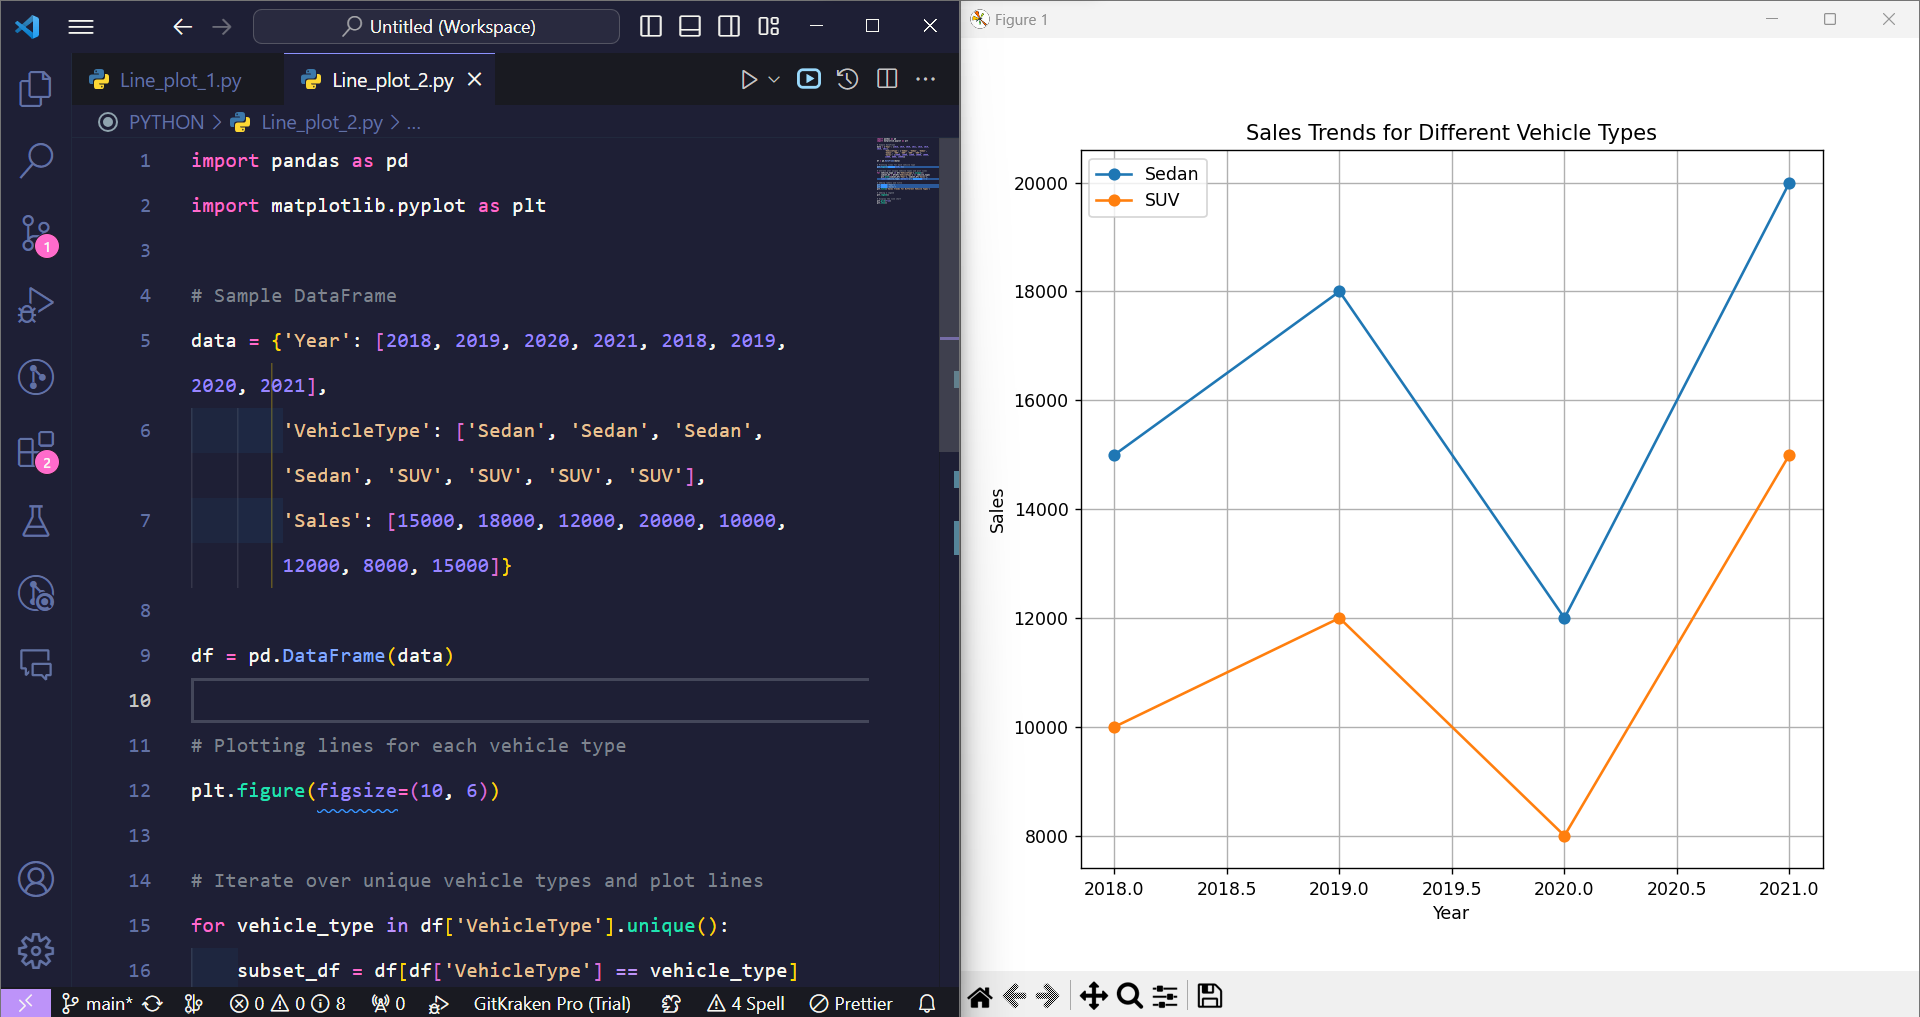 Untitled (Workspace)
Line_plot_1.py
Line_plot_2.py
PYTHON > Line_plot_2.py > ...
1 import pandas as pd
2 import matplotlib.pyplot as plt
3
4 # Sample DataFrame
5 data = {'Year': [2018, 2019, 2020, 2021, 2018, 2019,
2020, 2021],
6 'VehicleType': ['Sedan', 'Sedan', 'Sedan',
'Sedan', 'SUV', 'SUV', 'SUV', 'SUV'],
7 'Sales': [15000, 18000, 12000, 20000, 10000,
12000, 8000, 15000]}
8
9 df = pd.DataFrame(data)
10
11 # Plotting lines for each vehicle type
12 plt.figure(figsize=(10, 6))
13
14 # Iterate over unique vehicle types and plot lines
15 for vehicle_type in df['VehicleType'].unique():
16 subset_df = df[df['VehicleType'] == vehicle_type]
1
2
main* 0 0 8 0 GitKraken Pro (Trial) 4 Spell Prettier
Figure 1
Sales Trends for Different Vehicle Types
Sedan
SUV
20000
18000
16000
14000
12000
10000
8000
Sales
2018.0 2018.5 2019.0 2019.5 2020.0 2020.5 2021.0
Year